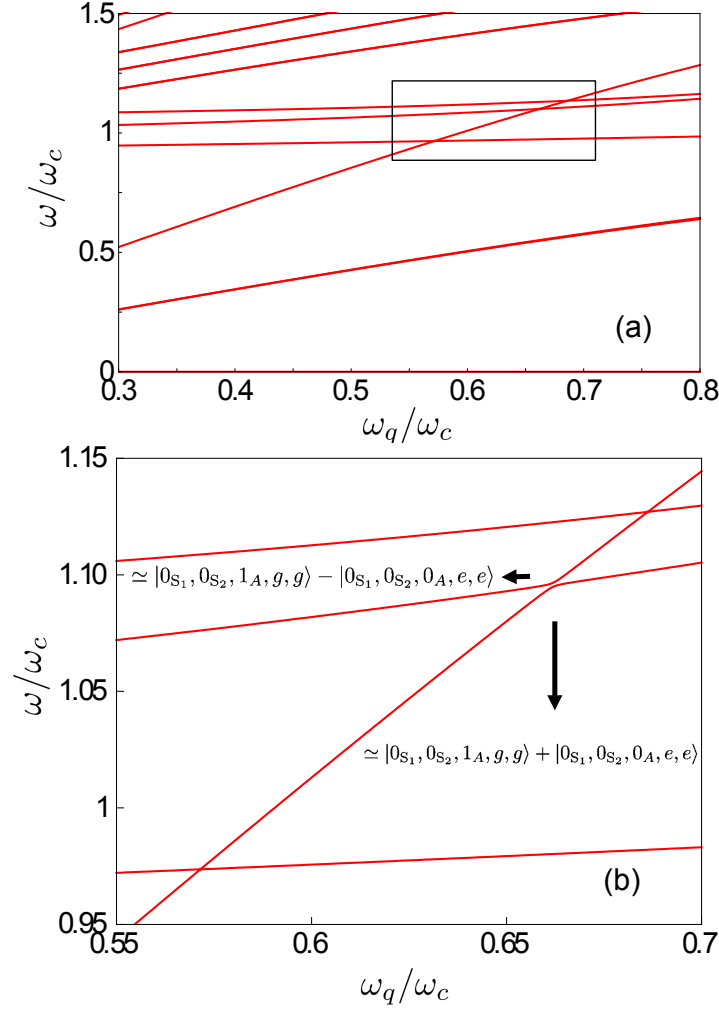 1.5
1
0.5
0
ω/ω_c
(a)
0.3 0.4 0.5 0.6 0.7 0.8
ω_q/ω_c
1.15
1.10
1.05
1
0.95
ω/ω_c
≃ |0_{S_1}, 0_{S_2}, 1_A, g, g⟩ − |0_{S_1}, 0_{S_2}, 0_A, e, e⟩
≃ |0_{S_1}, 0_{S_2}, 1_A, g, g⟩ + |0_{S_1}, 0_{S_2}, 0_A, e, e⟩
(b)
0.55 0.6 0.65 0.7
ω_q/ω_c